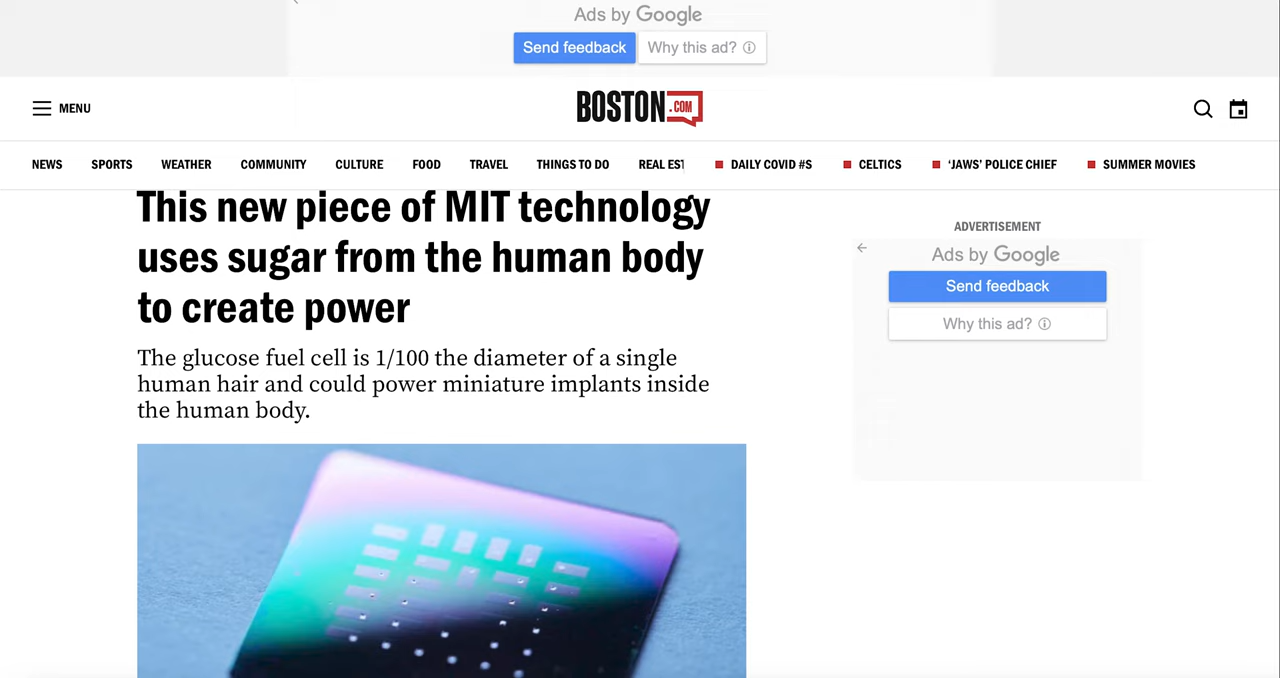 Ads by Google
Send feedback
Why this ad?
MENU
BOSTON.COM
NEWS SPORTS WEATHER COMMUNITY CULTURE FOOD TRAVEL THINGS TO DO REAL EST DAILY COVID #S CELTICS ‘JAWS’ POLICE CHIEF SUMMER MOVIES
This new piece of MIT technology
uses sugar from the human body
to create power
The glucose fuel cell is 1/100 the diameter of a single
human hair and could power miniature implants inside
the human body.
ADVERTISEMENT
Ads by Google
Send feedback
Why this ad?